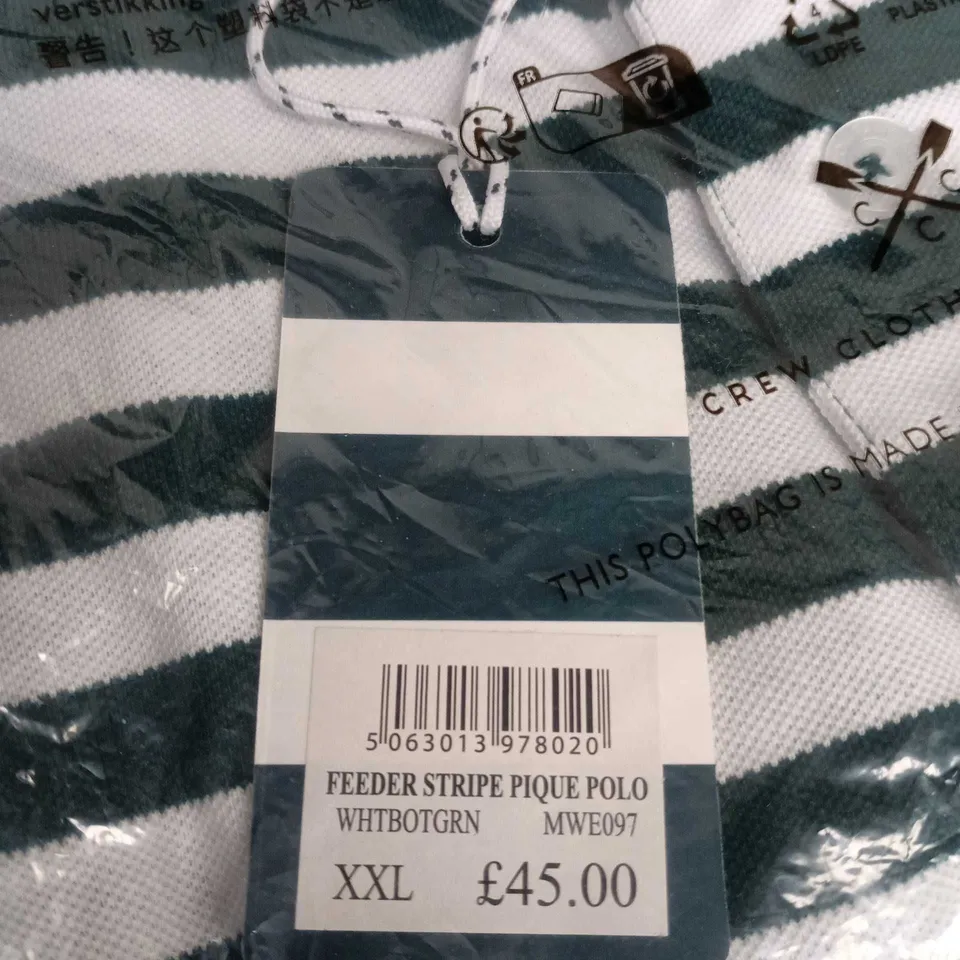 verstikking
警告！这个塑料袋不是
FR
4
LDPE
PLASTI
C C
C
CREW CLOTH
THIS POLYBAG IS MADE
5 063013 978020
FEEDER STRIPE PIQUE POLO
WHTBOTGRN MWE097
XXL £45.00